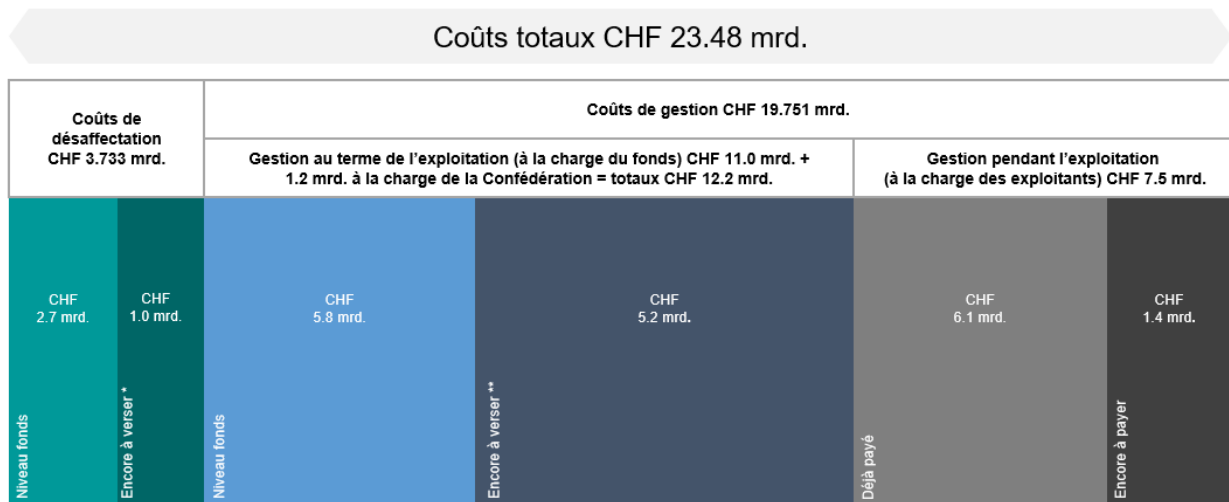 Coûts totaux CHF 23.48 mrd.
Coûts de
désaffectation
CHF 3.733 mrd.
Coûts de gestion CHF 19.751 mrd.
Gestion au terme de l’exploitation (à la charge du fonds) CHF 11.0 mrd. +
1.2 mrd. à la charge de la Confédération = totaux CHF 12.2 mrd.
Gestion pendant l’exploitation
(à la charge des exploitants) CHF 7.5 mrd.
CHF
2.7 mrd.
Niveau fonds
CHF
1.0 mrd.
Encore à verser *
CHF
5.8 mrd.
Niveau fonds
CHF
5.2 mrd.
Encore à verser **
CHF
6.1 mrd.
Déjà payé
CHF
1.4 mrd.
Encore à payer